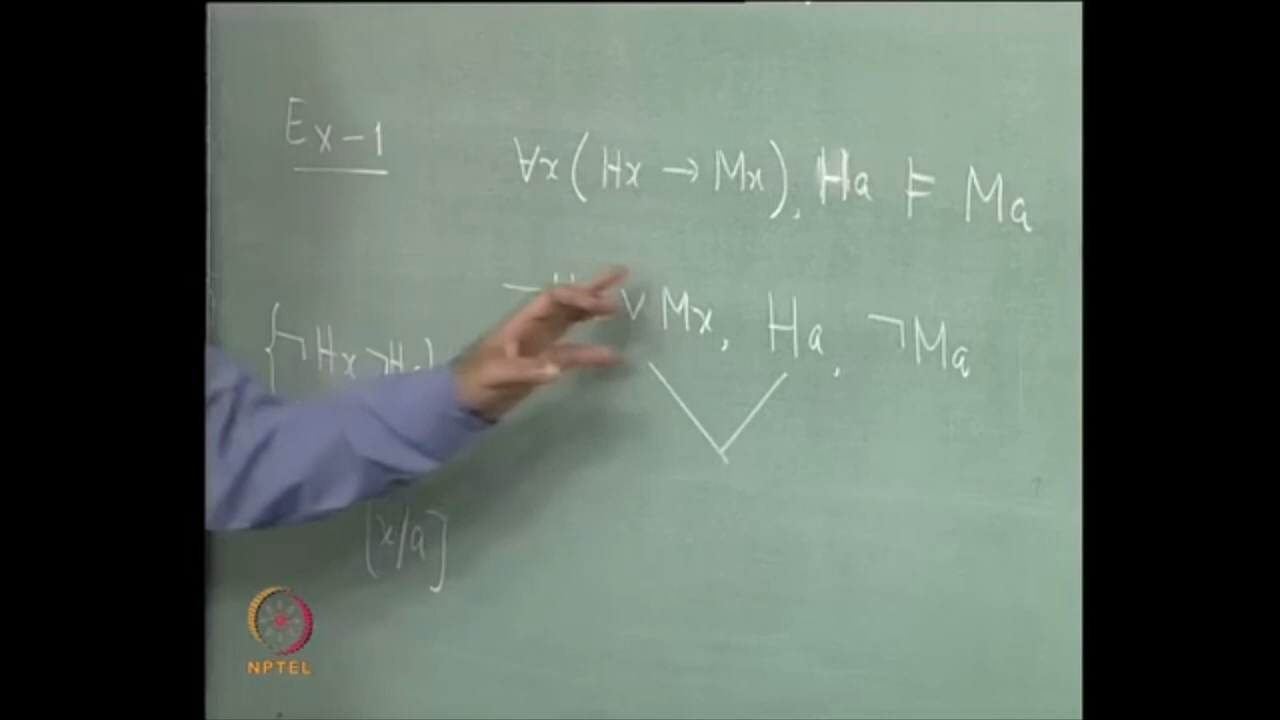 Ex-1
∀x(Hx → Mx), Ha ⊨ Ma
¬H ∨ Mx, Ha, ¬Ma
{¬Hx, ¬H
[x/a]
NPTEL